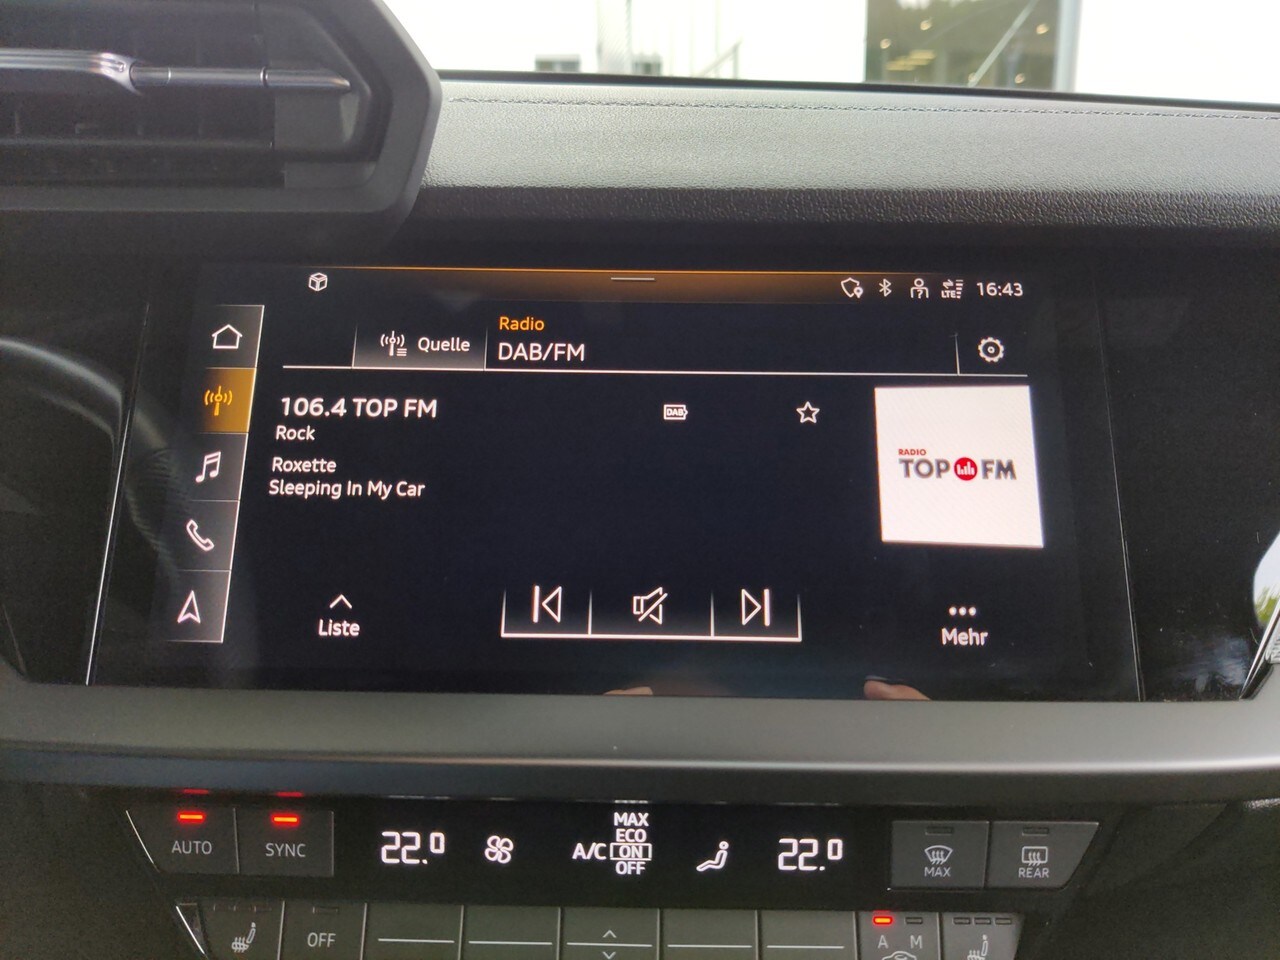 LTE
16:43
Quelle
Radio
DAB/FM
106.4 TOP FM
DAB
Rock
Roxette
Sleeping In My Car
RADIO
TOP FM
Liste
Mehr
AUTO
SYNC
22.0
A/C
MAX
ECO
ON
OFF
22.0
MAX
REAR
OFF
A M